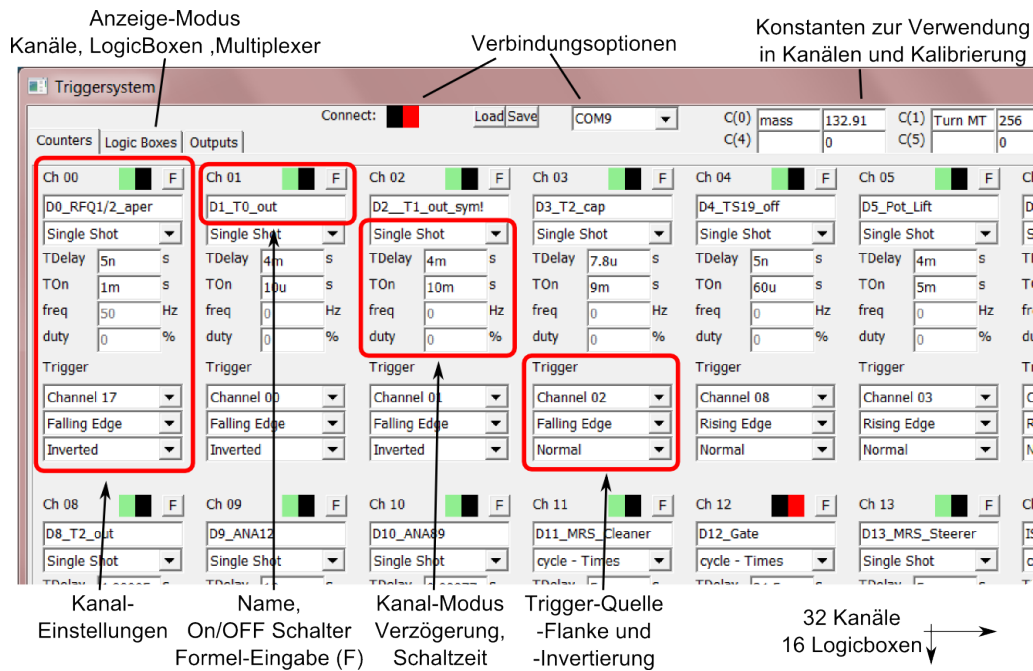 Anzeige-Modus
Kanäle, LogicBoxen ,Multiplexer
Verbindungsoptionen
Konstanten zur Verwendung
in Kanälen und Kalibrierung
Triggersystem
Connect: Load Save COM9 C(0) mass 132.91 C(1) Turn MT 256
C(4) 0 C(5) 0
Counters Logic Boxes Outputs
Ch 00 F Ch 01 F Ch 02 F Ch 03 F Ch 04 F Ch 05 F
D0_RFQ1/2_aper D1_T0_out D2__T1_out_sym! D3_T2_cap D4_TS19_off D5_Pot_Lift
Single Shot Single Shot Single Shot Single Shot Single Shot Single Shot
TDelay 5n s TDelay 4m s TDelay 4m s TDelay 7.8u s TDelay 5n s TDelay 4m s
TOn 1m s TOn 10u s TOn 10m s TOn 9m s TOn 60u s TOn 5m s
freq 50 Hz freq 0 Hz freq 0 Hz freq 0 Hz freq 0 Hz freq 0 Hz
duty 0 % duty 0 % duty 0 % duty 0 % duty 0 % duty 0 %
Trigger Trigger Trigger Trigger Trigger Trigger
Channel 17 Channel 00 Channel 01 Channel 02 Channel 08 Channel 03
Falling Edge Falling Edge Falling Edge Falling Edge Rising Edge Rising Edge
Inverted Inverted Inverted Normal Normal Normal
Ch 08 F Ch 09 F Ch 10 F Ch 11 F Ch 12 F Ch 13 F
D8_T2_out D9_ANA12 D10_ANA89 D11_MRS_Cleaner D12_Gate D13_MRS_Steerer
Single Shot Single Shot Single Shot cycle - Times cycle - Times Single Shot
Kanal-
Einstellungen
Name,
On/OFF Schalter
Formel-Eingabe (F)
Kanal-Modus
Verzögerung,
Schaltzeit
Trigger-Quelle
-Flanke und
-Invertierung
32 Kanäle
16 Logicboxen